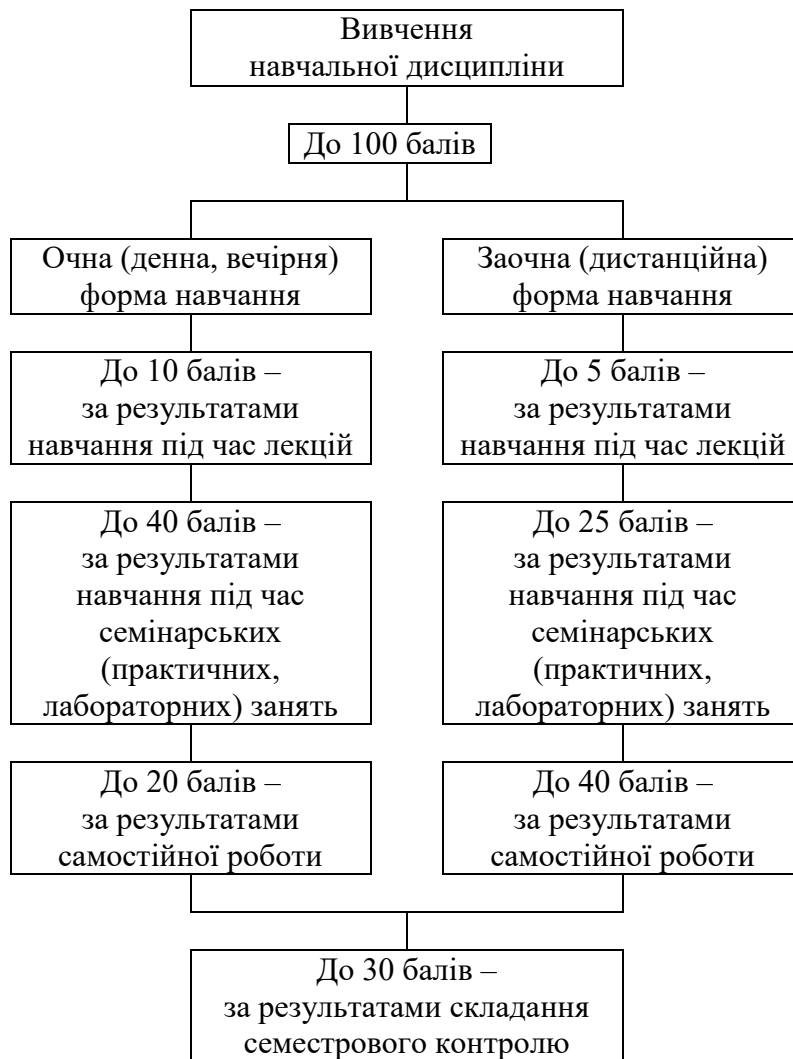 Вивчення
навчальної дисципліни
До 100 балів
Очна (денна, вечірня)
форма навчання
Заочна (дистанційна)
форма навчання
До 10 балів –
за результатами
навчання під час лекцій
До 5 балів –
за результатами
навчання під час лекцій
До 40 балів –
за результатами
навчання під час
семінарських
(практичних,
лабораторних) занять
До 25 балів –
за результатами
навчання під час
семінарських
(практичних,
лабораторних) занять
До 20 балів –
за результатами
самостійної роботи
До 40 балів –
за результатами
самостійної роботи
До 30 балів –
за результатами складання
семестрового контролю